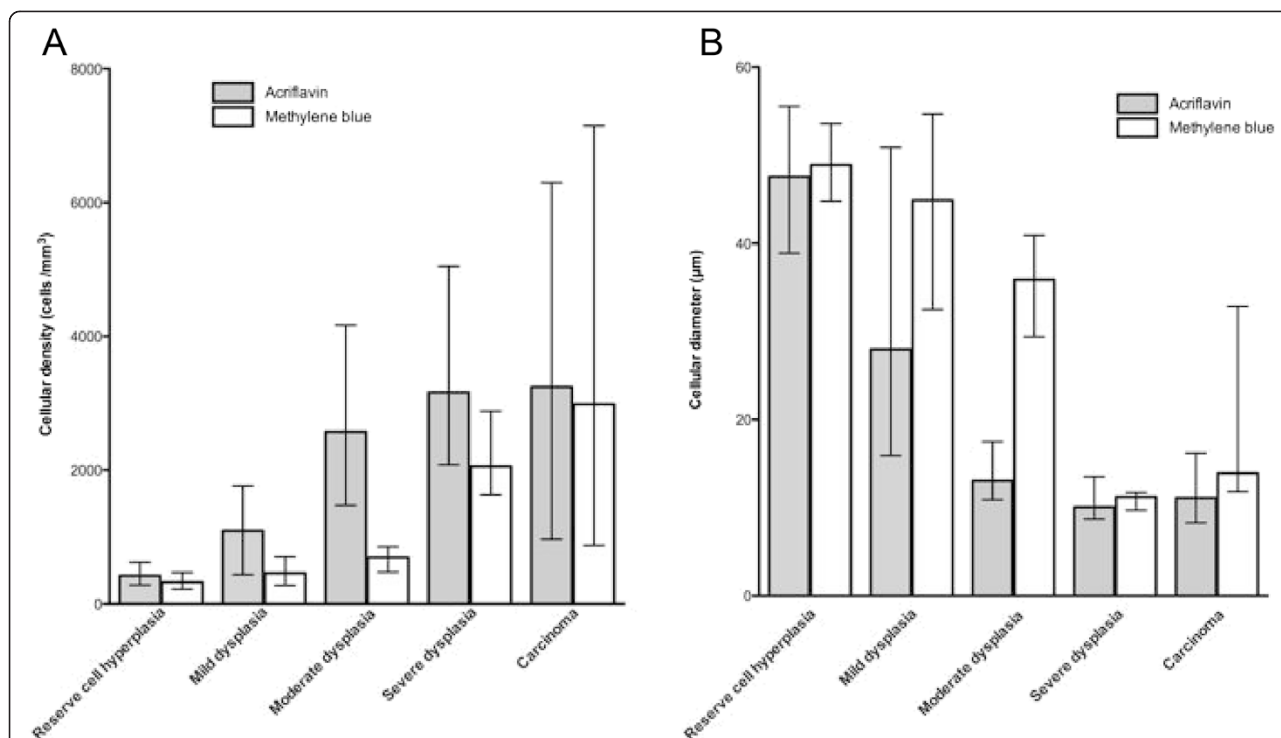 A
8000
6000
4000
2000
0
Cellular density (cells /mm³)
Acriflavin
Methylene blue
Reserve cell hyperplasia
Mild dysplasia
Moderate dysplasia
Severe dysplasia
Carcinoma
B
60
40
20
0
Cellular diameter (µm)
Acriflavin
Methylene blue
Reserve cell hyperplasia
Mild dysplasia
Moderate dysplasia
Severe dysplasia
Carcinoma